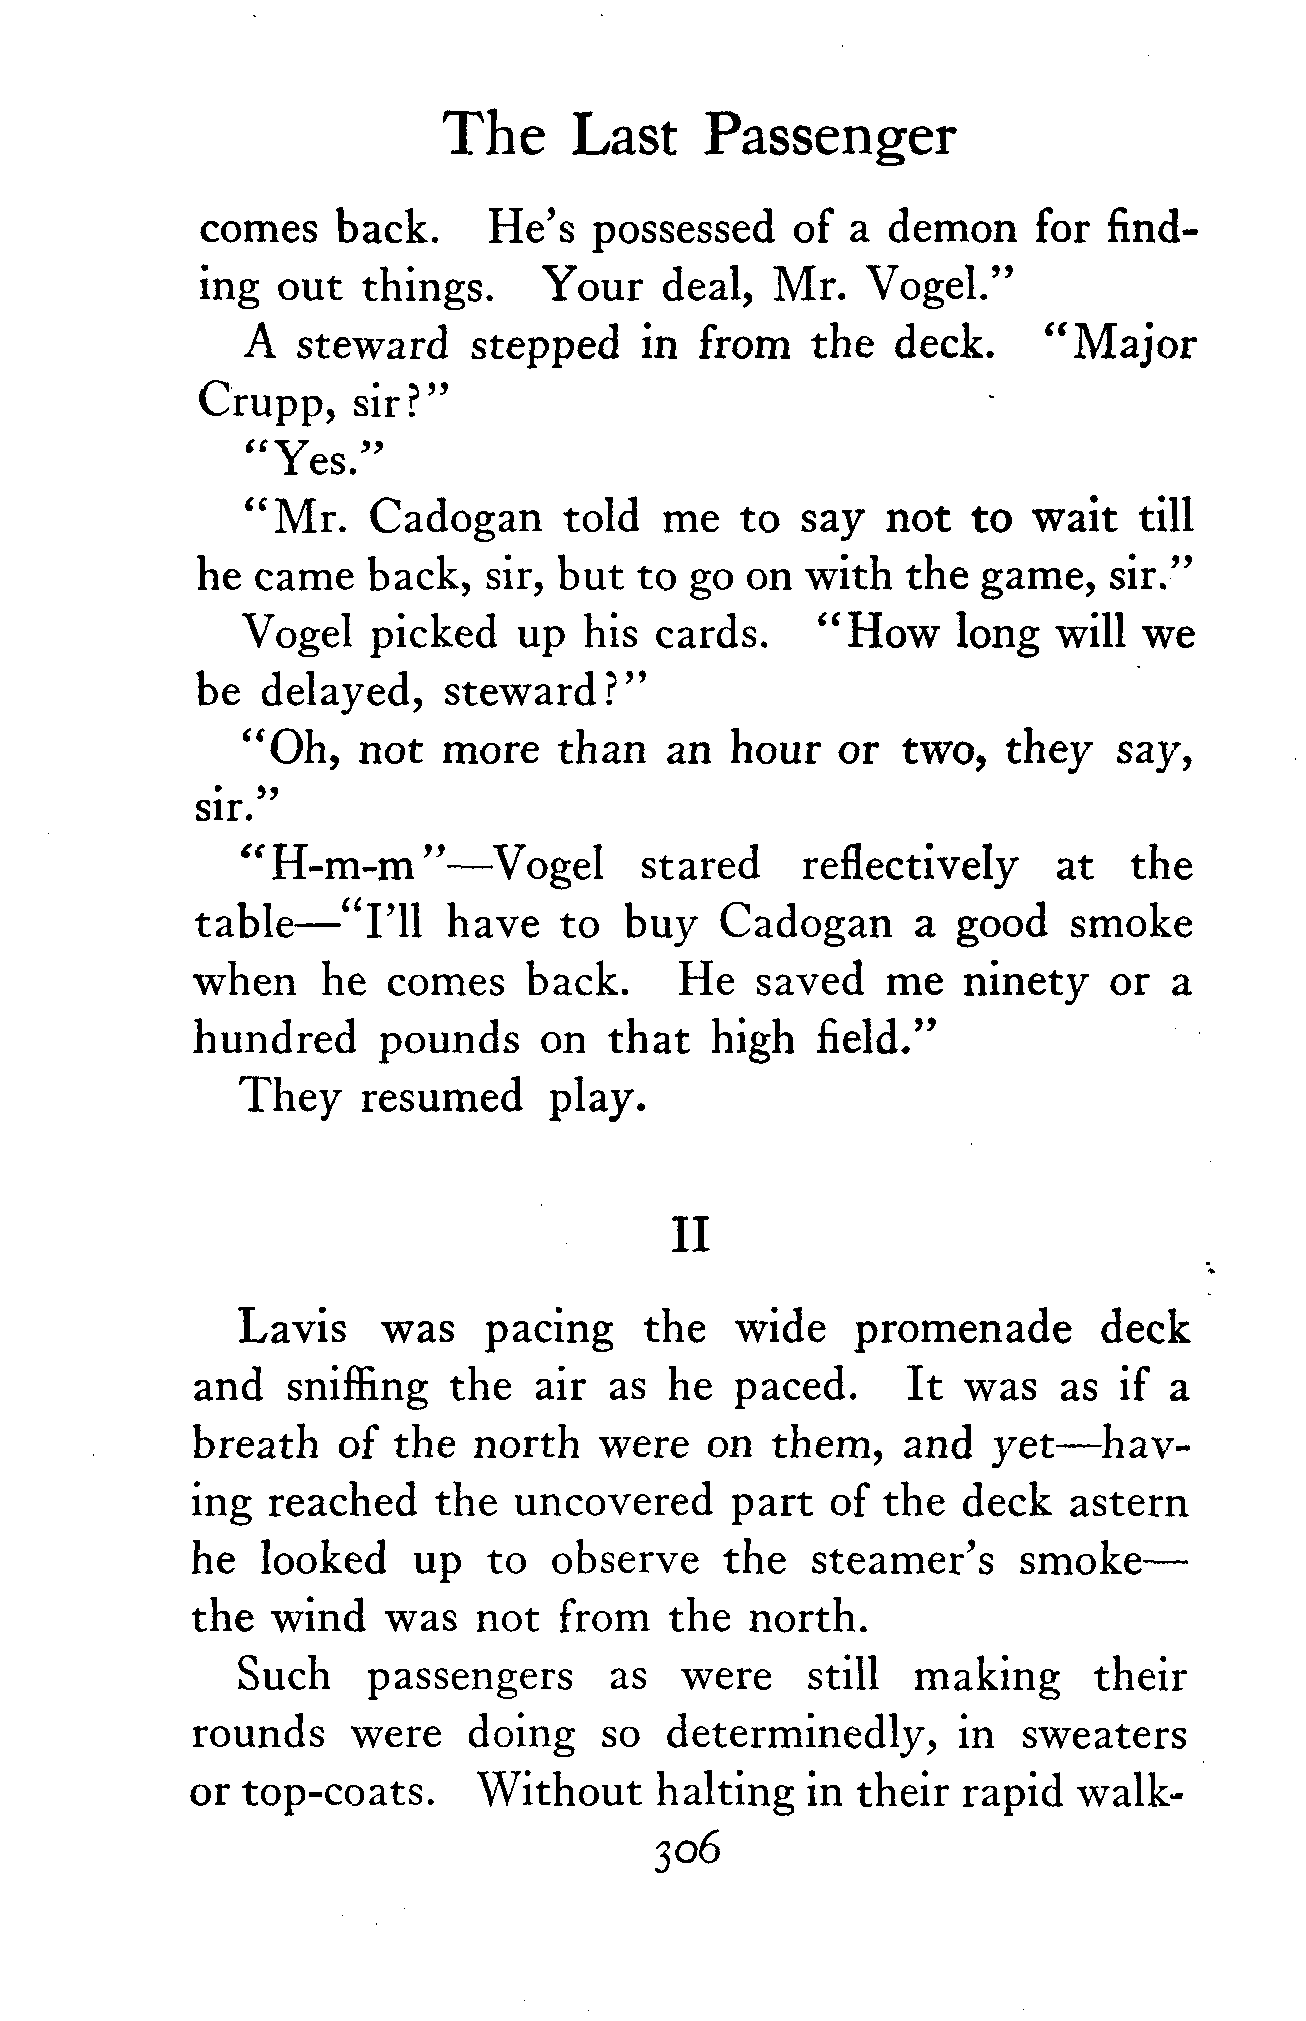 The Last Passenger
comes back. He's possessed of a demon for find-
ing out things. Your deal, Mr. Vogel."
A steward stepped in from the deck. "Major
Crupp, sir?"
"Yes."
"Mr. Cadogan told me to say not to wait till
he came back, sir, but to go on with the game, sir."
Vogel picked up his cards. "How long will we
be delayed, steward?"
"Oh, not more than an hour or two, they say,
sir."
"H-m-m"—Vogel stared reflectively at the
table—"I'll have to buy Cadogan a good smoke
when he comes back. He saved me ninety or a
hundred pounds on that high field."
They resumed play.
II
Lavis was pacing the wide promenade deck
and sniffing the air as he paced. It was as if a
breath of the north were on them, and yet—hav-
ing reached the uncovered part of the deck astern
he looked up to observe the steamer's smoke—
the wind was not from the north.
Such passengers as were still making their
rounds were doing so determinedly, in sweaters
or top-coats. Without halting in their rapid walk-
306